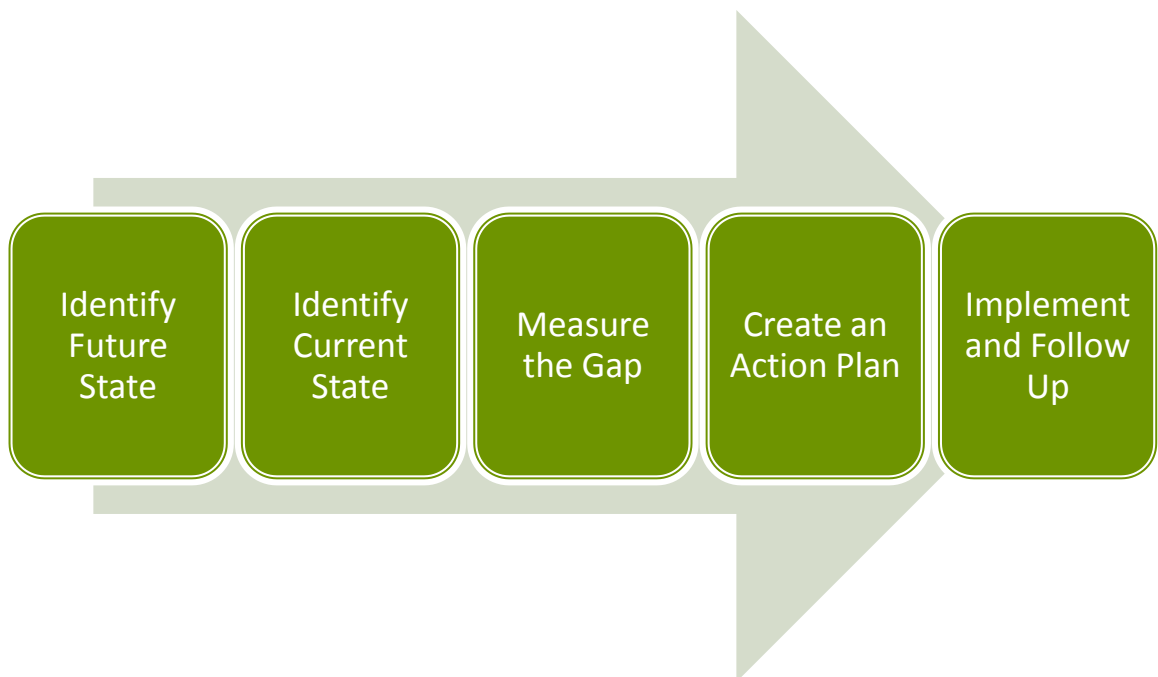 Identify
Future
State
Identify
Current
State
Measure
the Gap
Create an
Action Plan
Implement
and Follow
Up